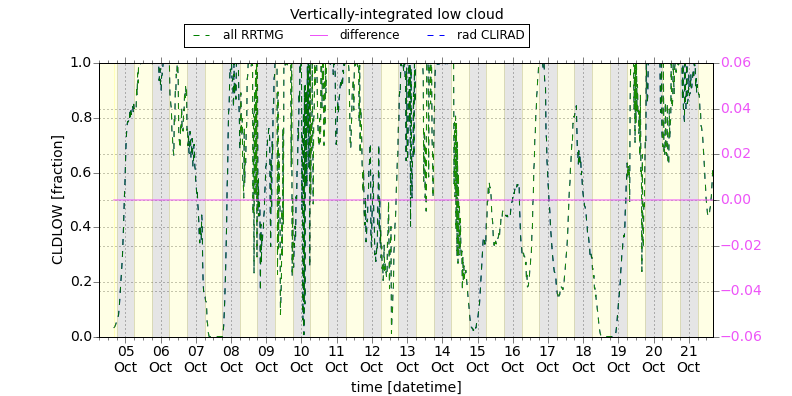 Vertically-integrated low cloud
all RRTMG difference rad CLIRAD
1.0
0.8
0.6
0.4
0.2
0.0
CLDLOW [fraction]
0.06
0.04
0.02
0.00
−0.02
−0.04
−0.06
05 06 07 08 09 10 11 12 13 14 15 16 17 18 19 20 21
Oct Oct Oct Oct Oct Oct Oct Oct Oct Oct Oct Oct Oct Oct Oct Oct Oct
time [datetime]